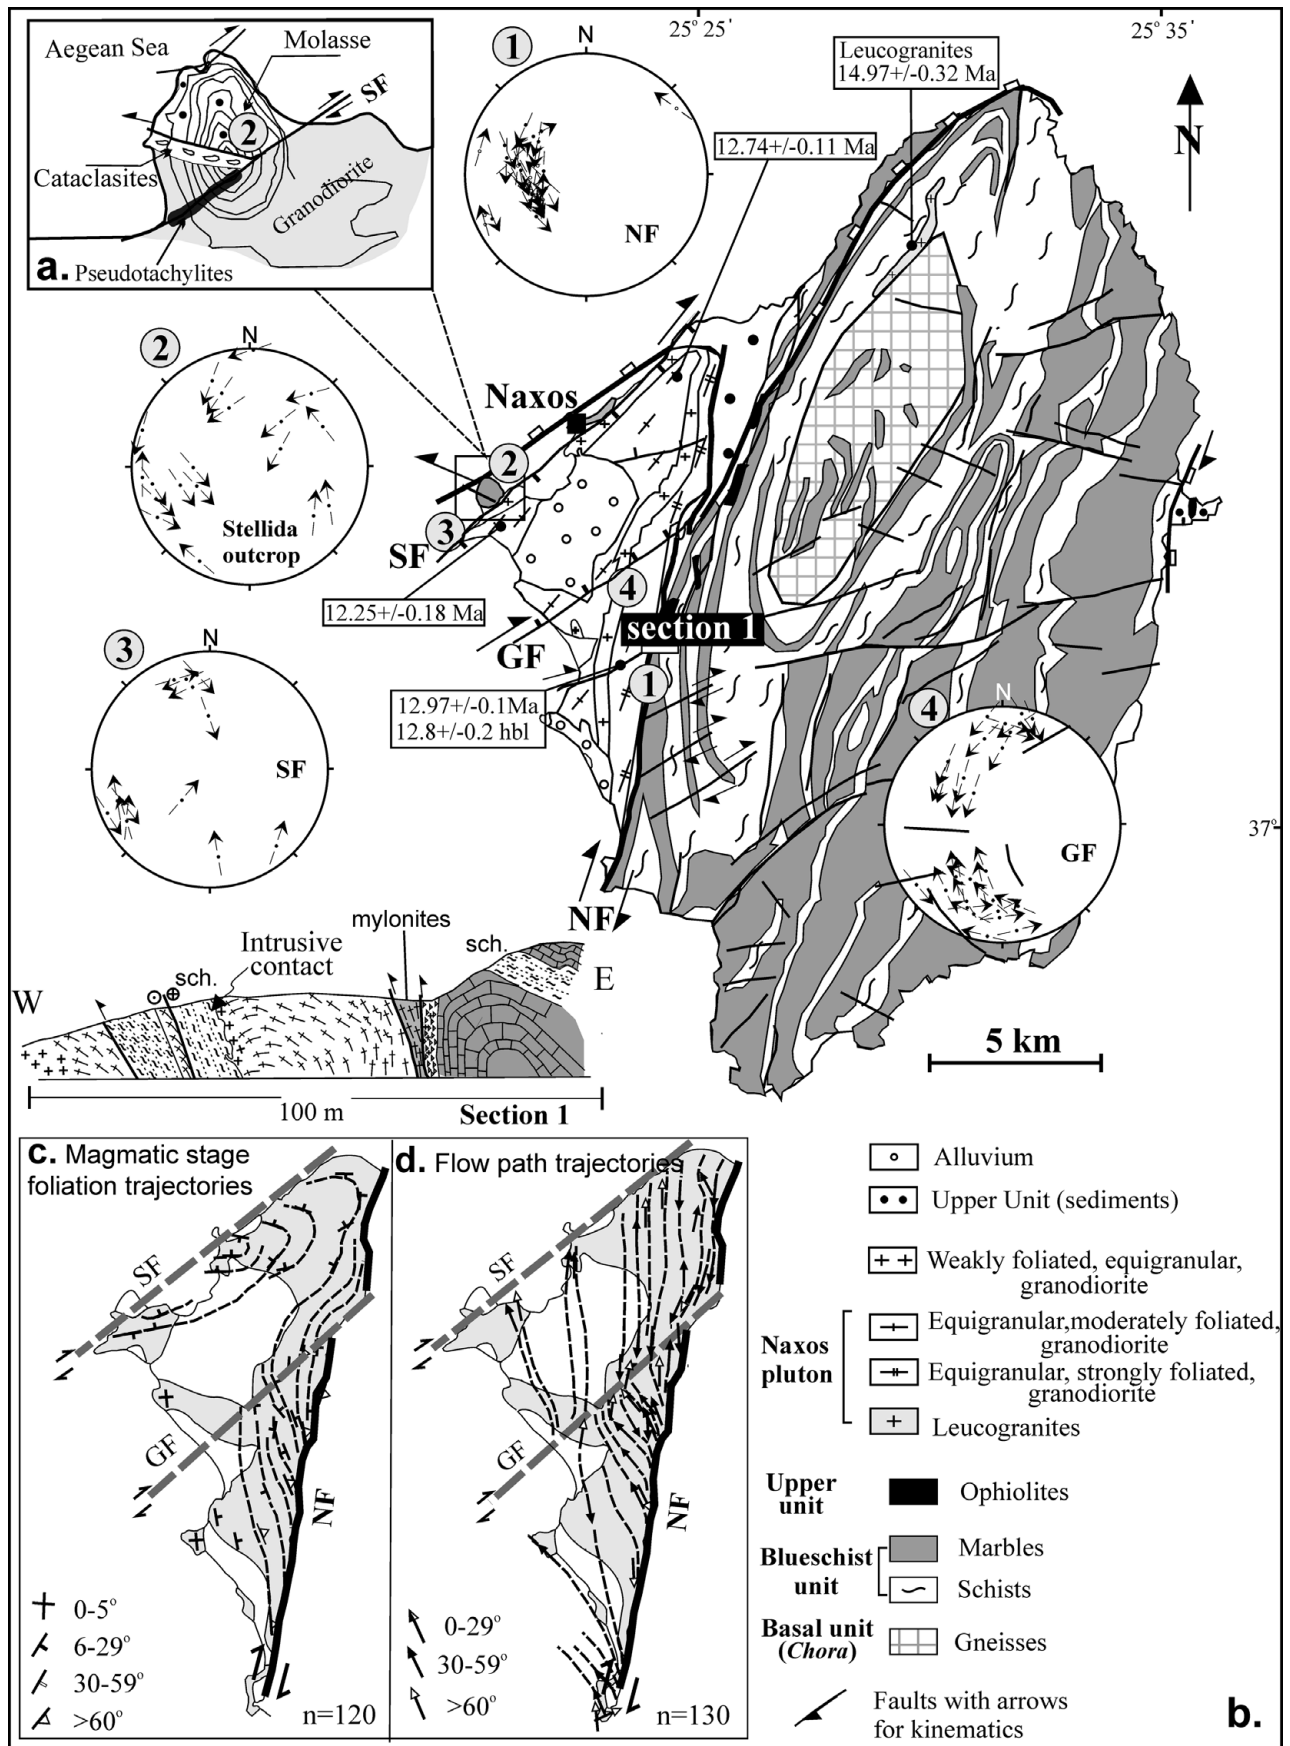 25° 25'
25° 35'
Aegean Sea
Molasse
SF
2
Cataclasites
Granodiorite
a.
Pseudotachylites
1
N
NF
Leucogranites
14.97+/-0.32 Ma
12.74+/-0.11 Ma
N
2
N
Stellida
outcrop
Naxos
2
3
SF
12.25+/-0.18 Ma
4
section 1
GF
1
12.97+/-0.1Ma
12.8+/-0.2 hbl
3
N
SF
4
N
GF
37°
NF
mylonites
Intrusive
contact
sch.
sch.
W
E
5 km
100 m
Section 1
c. Magmatic stage
foliation trajectories
SF
GF
NF
0-5°
6-29°
30-59°
>60°
n=120
d. Flow path trajectories
SF
GF
NF
0-29°
30-59°
>60°
n=130
Alluvium
Upper Unit (sediments)
Weakly foliated, equigranular,
granodiorite
Naxos
pluton
Equigranular,moderately foliated,
granodiorite
Equigranular, strongly foliated,
granodiorite
Leucogranites
Upper
unit
Ophiolites
Blueschist
unit
Marbles
Schists
Basal unit
(Chora)
Gneisses
Faults with arrows
for kinematics
b.